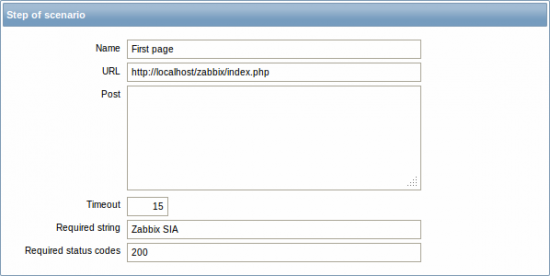 Step of scenario
Name First page
URL http://localhost/zabbix/index.php
Post
Timeout 15
Required string Zabbix SIA
Required status codes 200